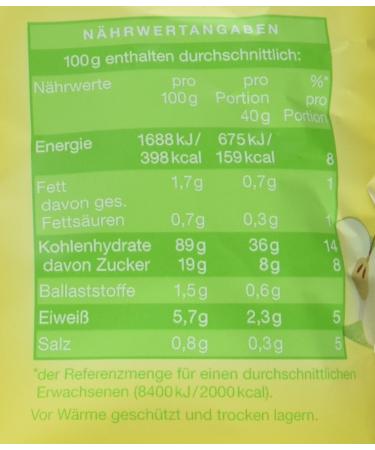 NÄHRWERTANGABEN
100g enthalten durchschnittlich:
Nährwerte pro 100g pro Portion 40g %* pro Portion
Energie 1688 kJ/ 398 kcal 675 kJ/ 159 kcal 8
Fett 1,7g 0,7g 1
davon ges. Fettsäuren 0,7g 0,3g 1
Kohlenhydrate 89g 36g 14
davon Zucker 19g 8g 8
Ballaststoffe 1,5g 0,6g
Eiweiß 5,7g 2,3g 5
Salz 0,8g 0,3g 5
*der Referenzmenge für einen durchschnittlichen
Erwachsenen (8400 kJ/2000 kcal).
Vor Wärme geschützt und trocken lagern.